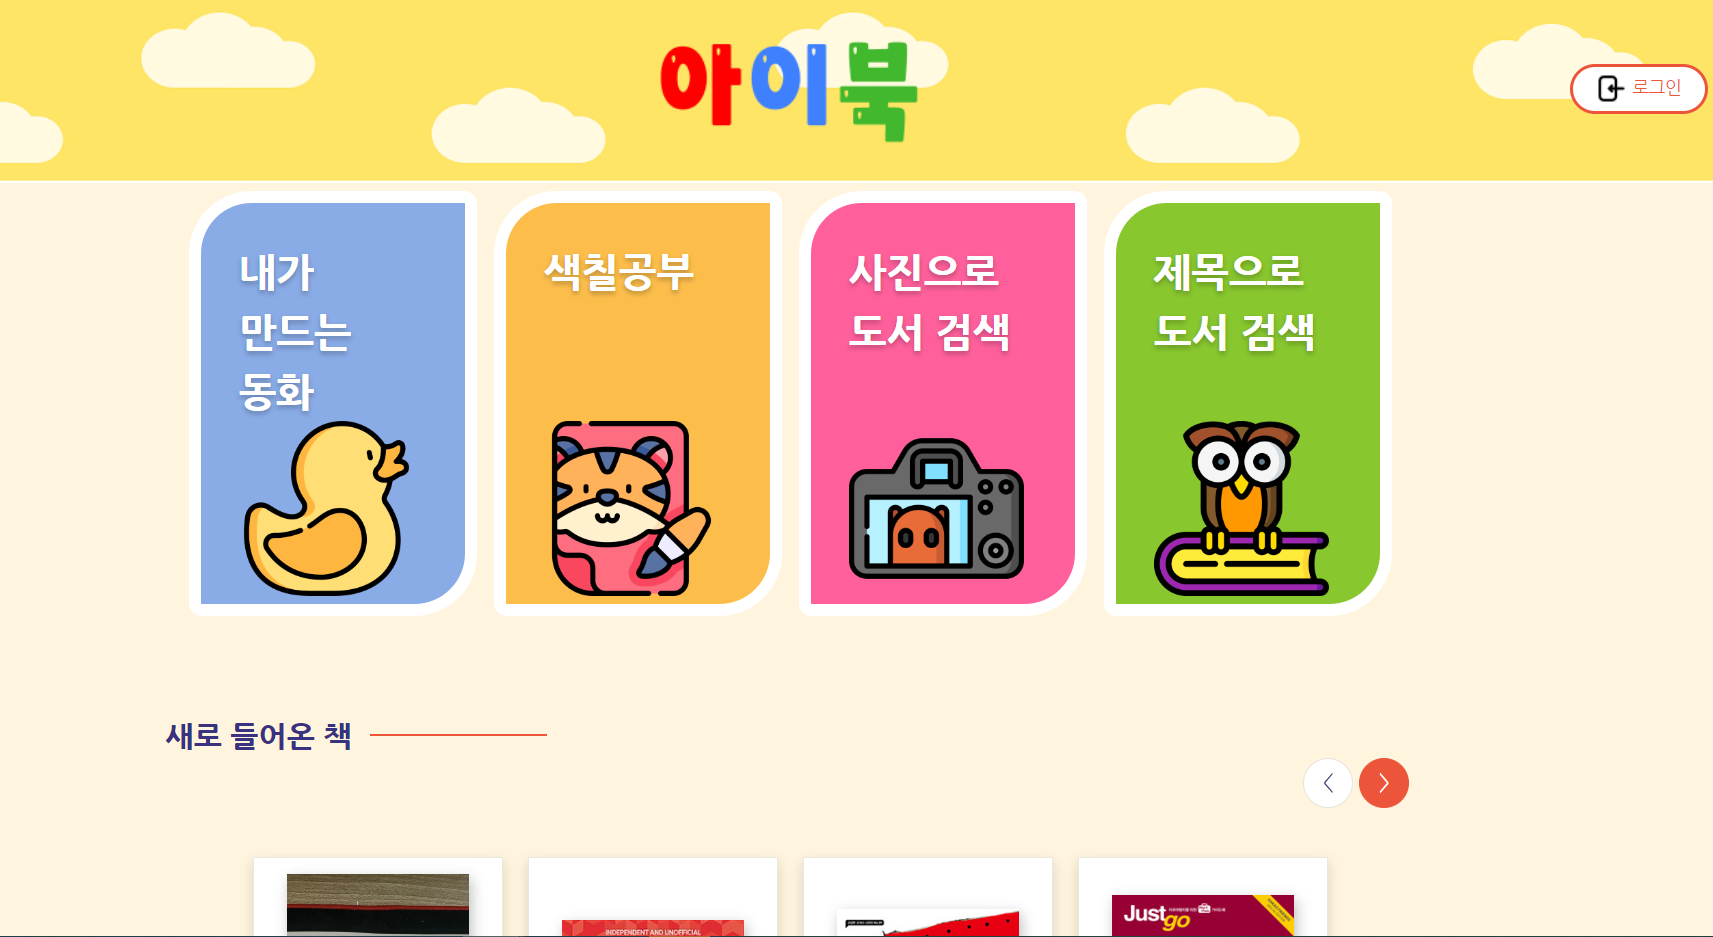 아이북
로그인
내가
만드는
동화
색칠공부
사진으로
도서 검색
제목으로
도서 검색
새로 들어온 책
INDEPENDENT AND UNOFFICIAL
Just
go